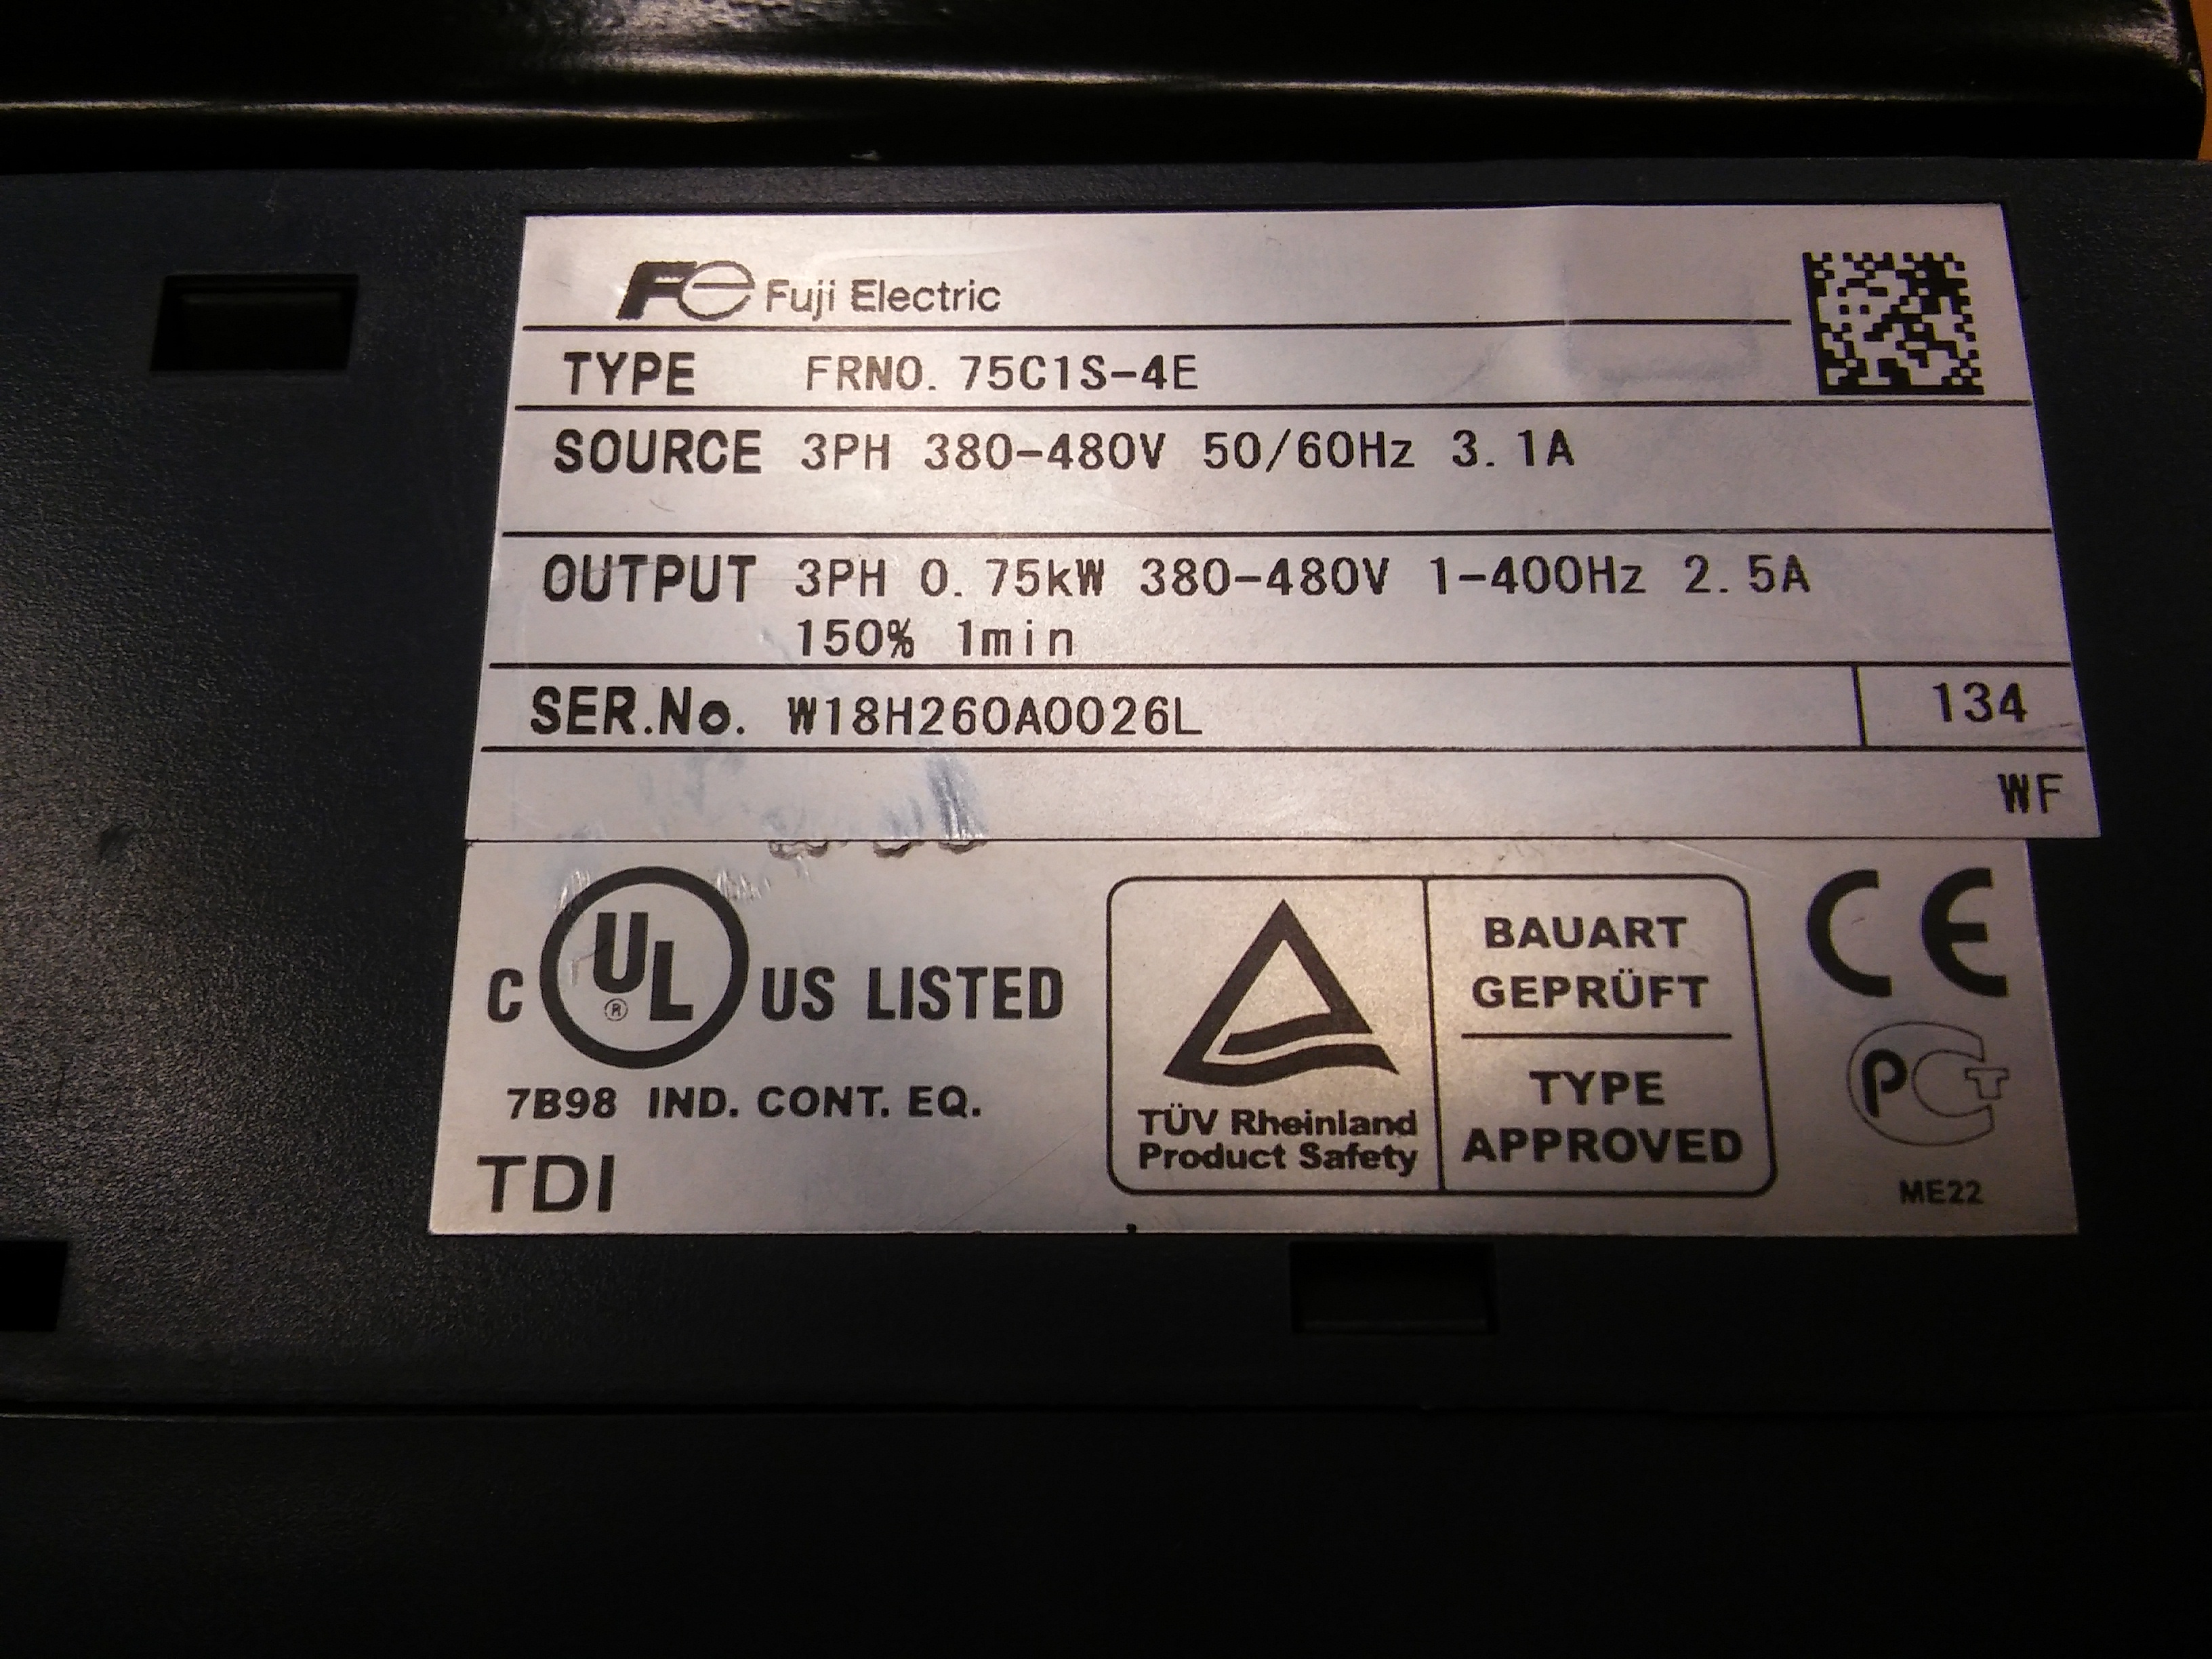 Fe Fuji Electric
TYPE FRN0.75C1S-4E
SOURCE 3PH 380-480V 50/60Hz 3.1A
OUTPUT 3PH 0.75kW 380-480V 1-400Hz 2.5A
150% 1min
SER.No. W18H260A0026L 134
WF
C UL® US LISTED
7B98 IND. CONT. EQ.
TDI
TÜV Rheinland
Product Safety
BAUART
GEPRÜFT
TYPE
APPROVED
CE
PCT
ME22